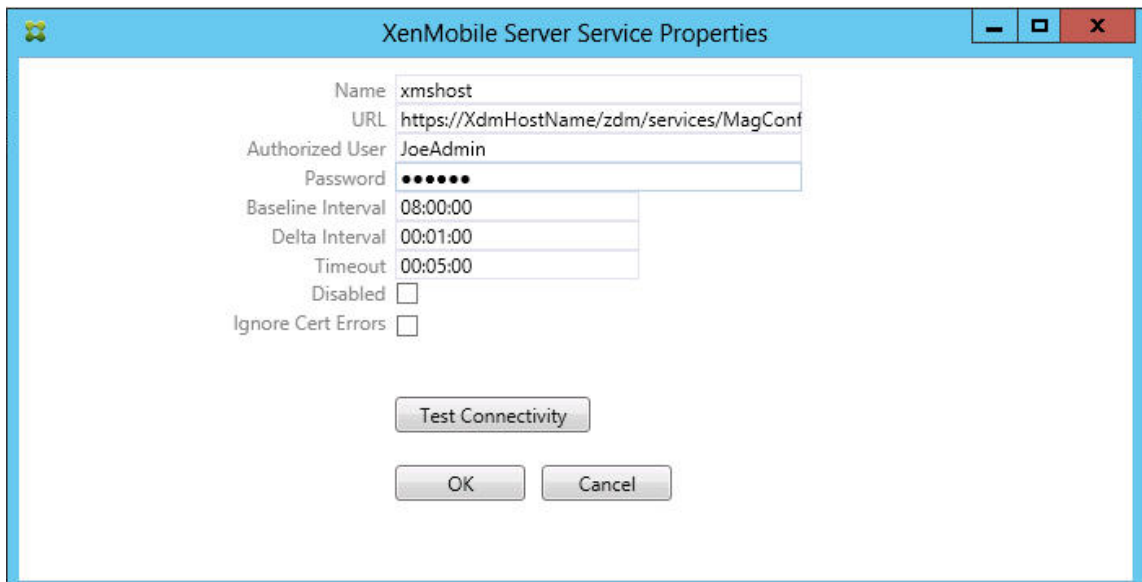 XenMobile Server Service Properties
Name xmshost
URL https://XdmHostName/zdm/services/MagConf
Authorized User JoeAdmin
Password ●●●●●●
Baseline Interval 08:00:00
Delta Interval 00:01:00
Timeout 00:05:00
Disabled
Ignore Cert Errors
Test Connectivity
OK Cancel